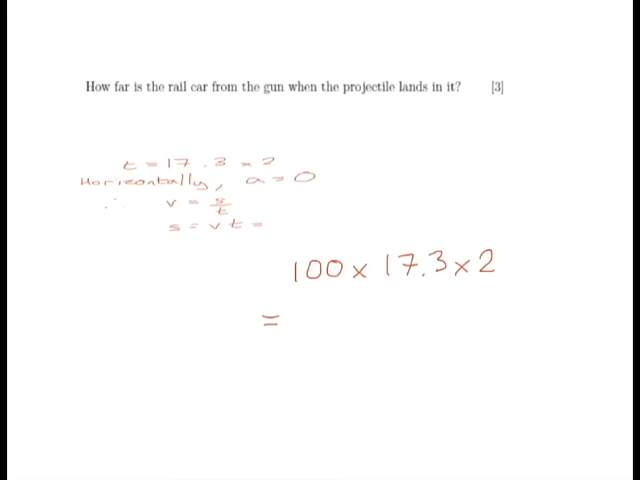 How far is the rail car from the gun when the projectile lands in it? [3]
t = 17.3 × 2
Horizontally, a = 0
∴ v = s/t
s = vt =
100 × 17.3 × 2
=